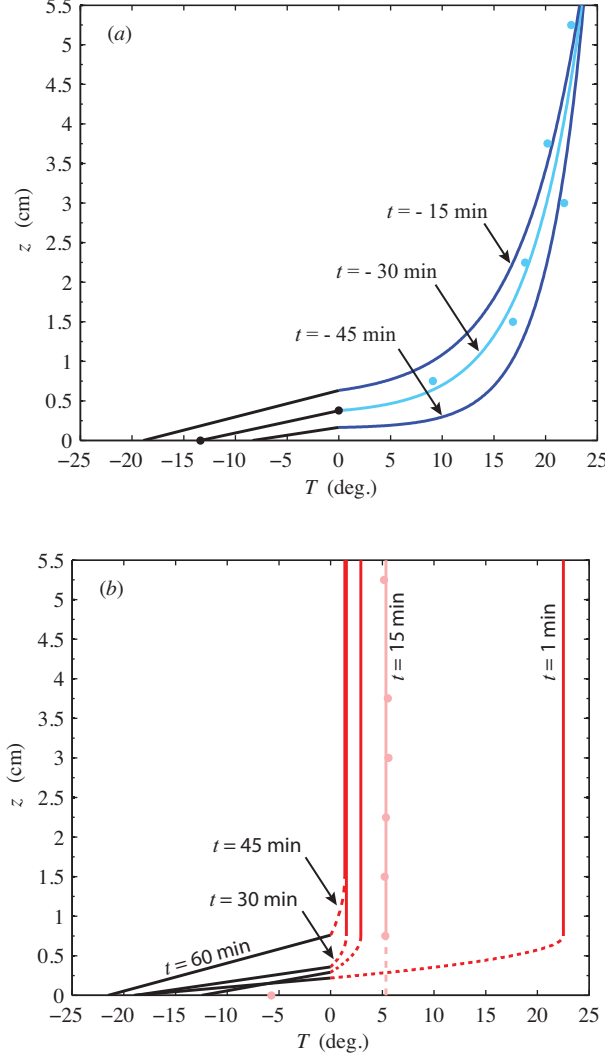 5.5
(a)
5
4.5
4
3.5
3
z (cm)
2.5
2
1.5
1
0.5
0
t = - 15 min
t = - 30 min
t = - 45 min
−25 −20 −15 −10 −5 0 5 10 15 20 25
T (deg.)
5.5
(b)
5
4.5
4
3.5
3
z (cm)
2.5
2
1.5
1
0.5
0
t = 15 min
t = 1 min
t = 45 min
t = 30 min
t = 60 min
−25 −20 −15 −10 −5 0 5 10 15 20 25
T (deg.)